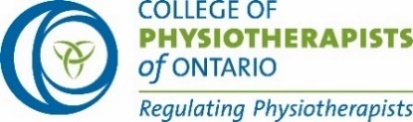 COLLEGE OF
PHYSIOTHERAPISTS
of ONTARIO
Regulating Physiotherapists